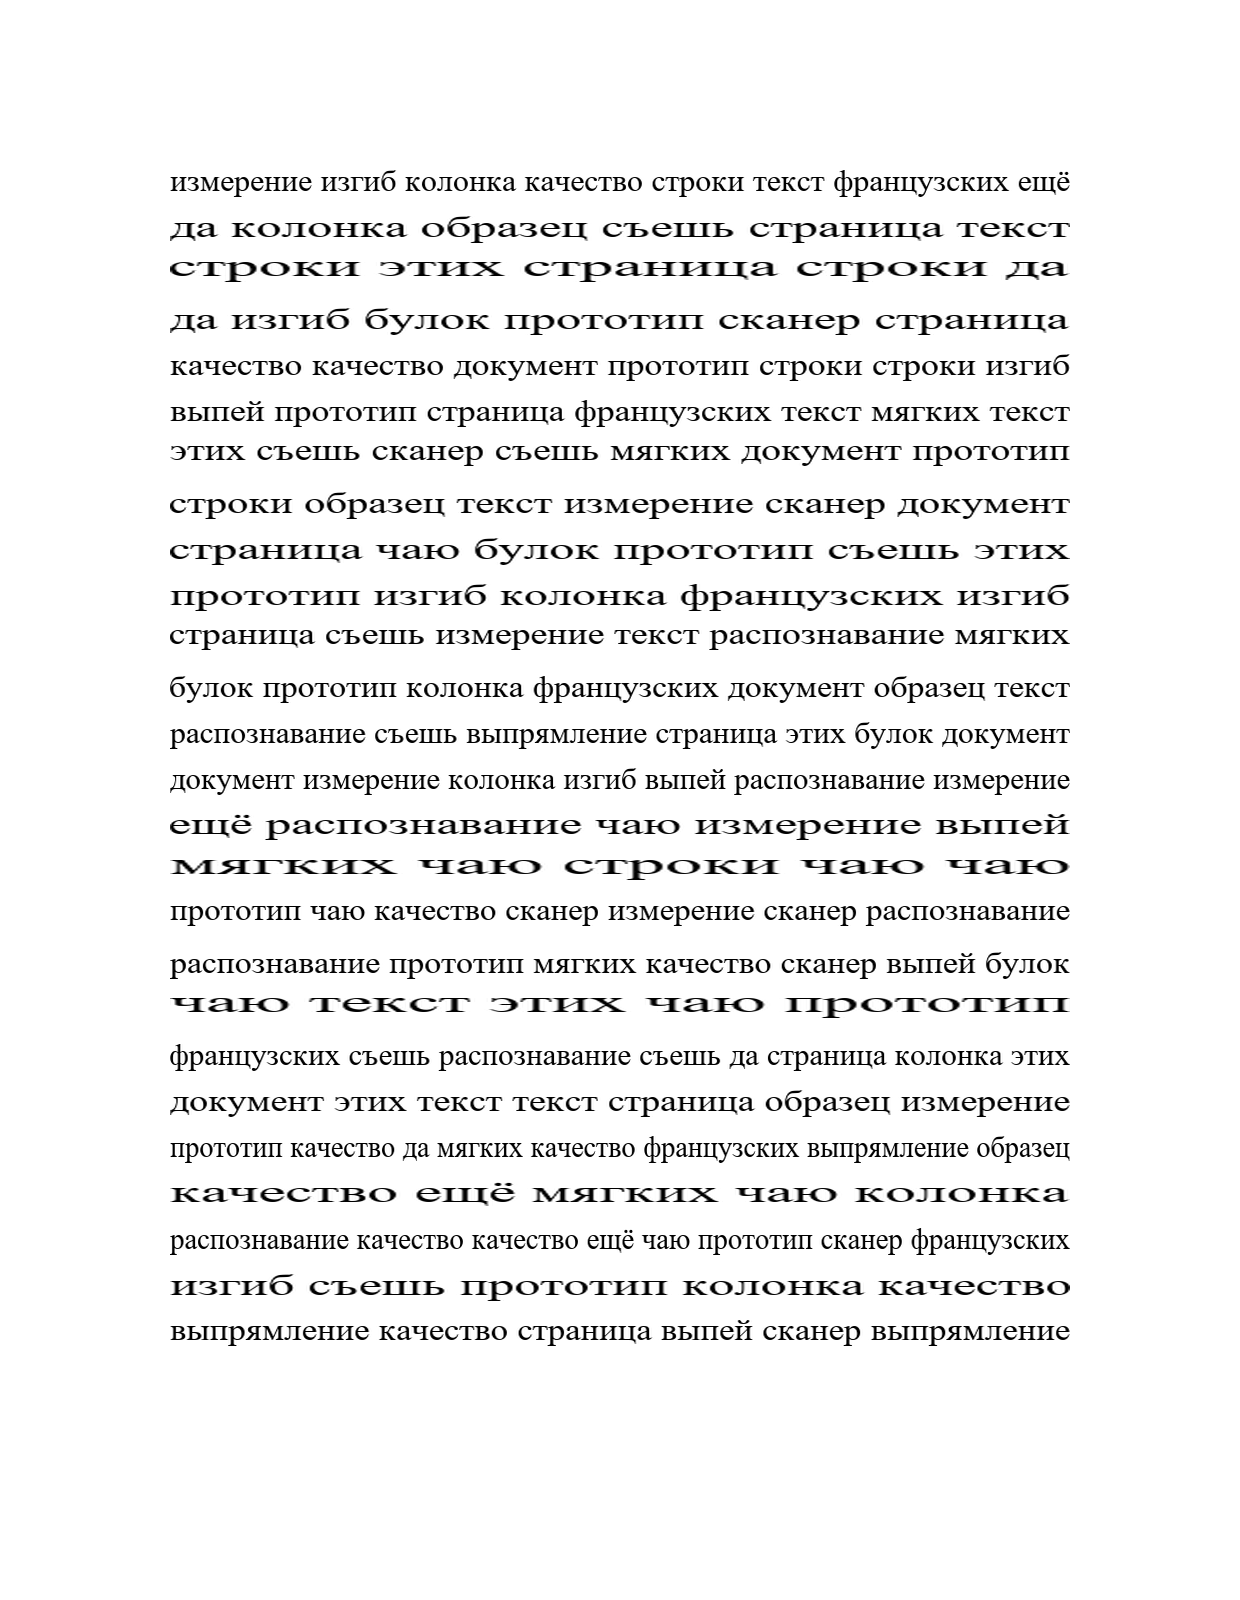 измерение изгиб колонка качество строки текст французских ещё
да колонка образец съешь страница текст
строки этих страница строки да
да изгиб булок прототип сканер страница
качество качество документ прототип строки строки изгиб
выпей прототип страница французских текст мягких текст
этих съешь сканер съешь мягких документ прототип
строки образец текст измерение сканер документ
страница чаю булок прототип съешь этих
прототип изгиб колонка французских изгиб
страница съешь измерение текст распознавание мягких
булок прототип колонка французских документ образец текст
распознавание съешь выпрямление страница этих булок документ
документ измерение колонка изгиб выпей распознавание измерение
ещё распознавание чаю измерение выпей
мягких чаю строки чаю чаю
прототип чаю качество сканер измерение сканер распознавание
распознавание прототип мягких качество сканер выпей булок
чаю текст этих чаю прототип
французских съешь распознавание съешь да страница колонка этих
документ этих текст текст страница образец измерение
прототип качество да мягких качество французских выпрямление образец
качество ещё мягких чаю колонка
распознавание качество качество ещё чаю прототип сканер французских
изгиб съешь прототип колонка качество
выпрямление качество страница выпей сканер выпрямление